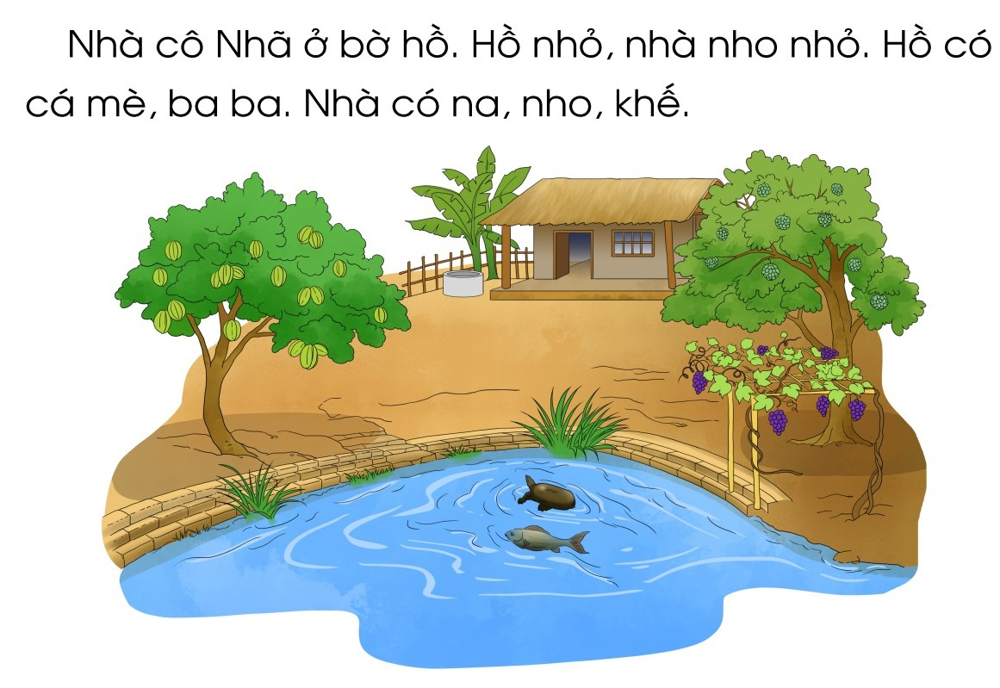 Nhà cô Nhã ở bờ hồ. Hồ nhỏ, nhà nho nhỏ. Hồ có
cá mè, ba ba. Nhà có na, nho, khế.